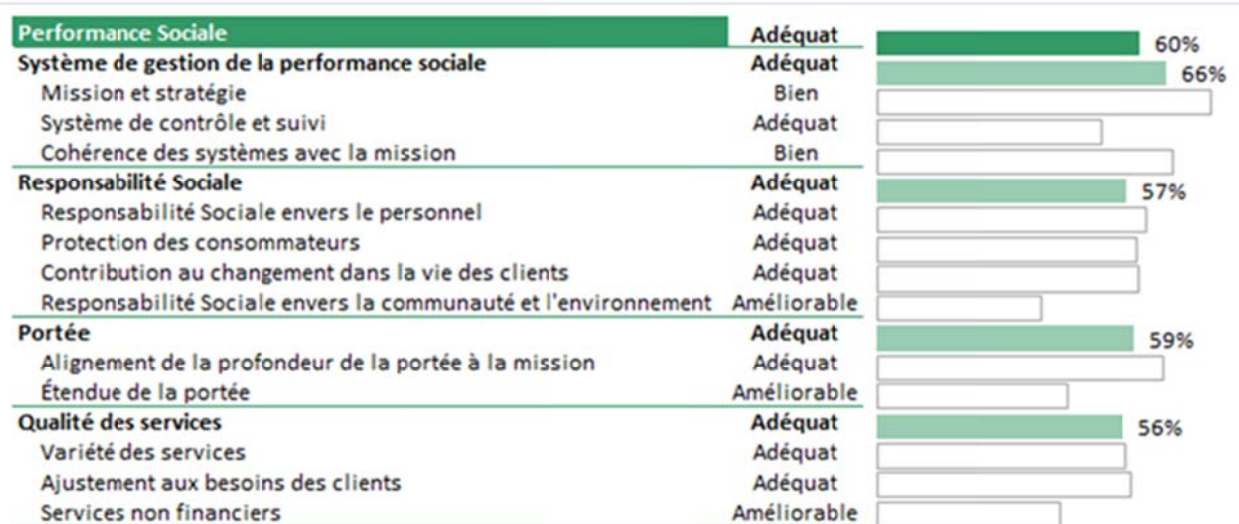 Performance Sociale Adéquat 60%
Système de gestion de la performance sociale Adéquat 66%
Mission et stratégie Bien
Système de contrôle et suivi Adéquat
Cohérence des systèmes avec la mission Bien
Responsabilité Sociale Adéquat 57%
Responsabilité Sociale envers le personnel Adéquat
Protection des consommateurs Adéquat
Contribution au changement dans la vie des clients Adéquat
Responsabilité Sociale envers la communauté et l'environnement Améliorable
Portée Adéquat 59%
Alignement de la profondeur de la portée à la mission Adéquat
Étendue de la portée Améliorable
Qualité des services Adéquat 56%
Variété des services Adéquat
Ajustement aux besoins des clients Adéquat
Services non financiers Améliorable